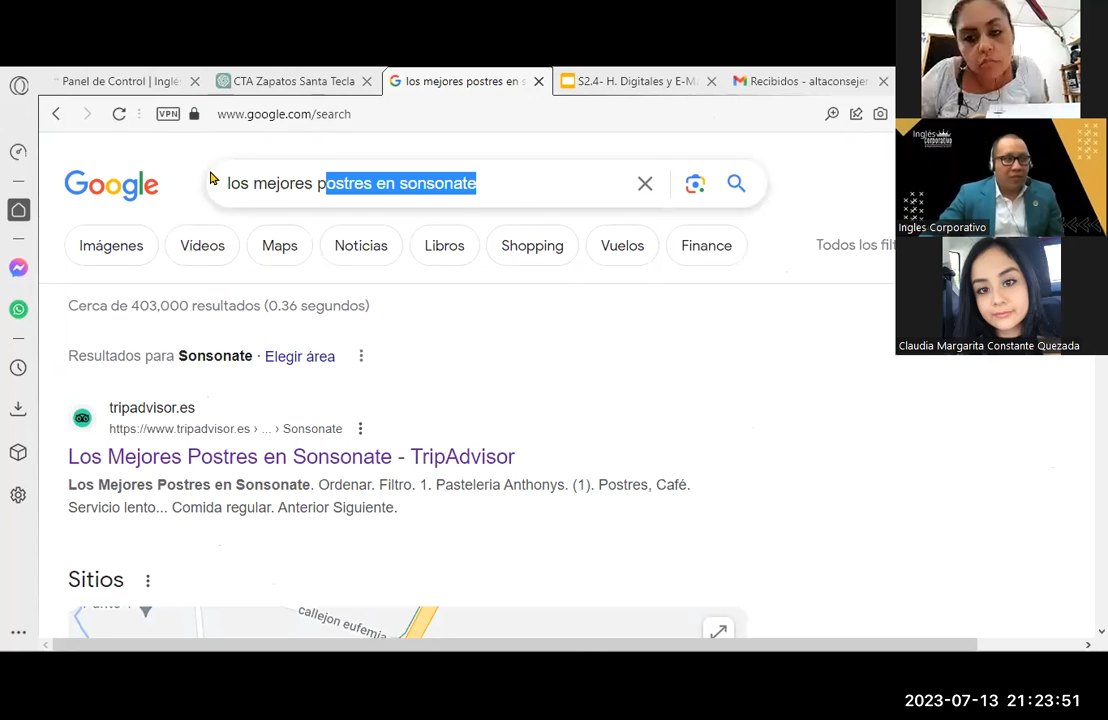 Panel de Control | Inglé
CTA Zapatos Santa Tecla
los mejores postres en s
S2.4- H. Digitales y E-M
Recibidos - altaconsejer
VPN
www.google.com/search
Google
los mejores postres en sonsonate
Imágenes
Videos
Maps
Noticias
Libros
Shopping
Vuelos
Finance
Todos los filt
Cerca de 403,000 resultados (0.36 segundos)
Resultados para Sonsonate · Elegir área
tripadvisor.es
https://www.tripadvisor.es › ... › Sonsonate
Los Mejores Postres en Sonsonate - TripAdvisor
Los Mejores Postres en Sonsonate. Ordenar. Filtro. 1. Pasteleria Anthonys. (1). Postres, Café.
Servicio lento... Comida regular. Anterior Siguiente.
Sitios
callejon eufemia
Inglés
Corporativo
Ingles Corporativo
Claudia Margarita Constante Quezada
2023-07-13 21:23:51